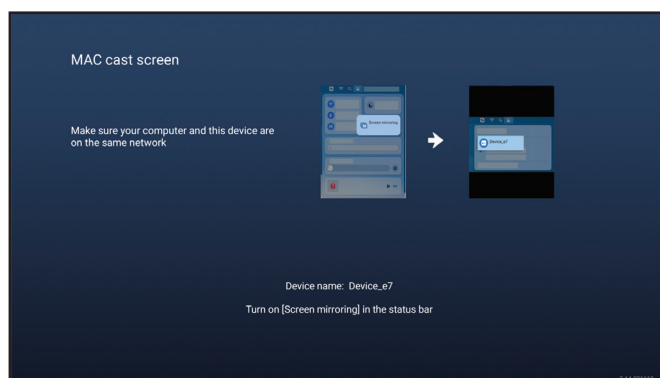 MAC cast screen
Make sure your computer and this device are
on the same network
Screen mirroring
Device_e7
Device name: Device_e7
Turn on [Screen mirroring] in the status bar